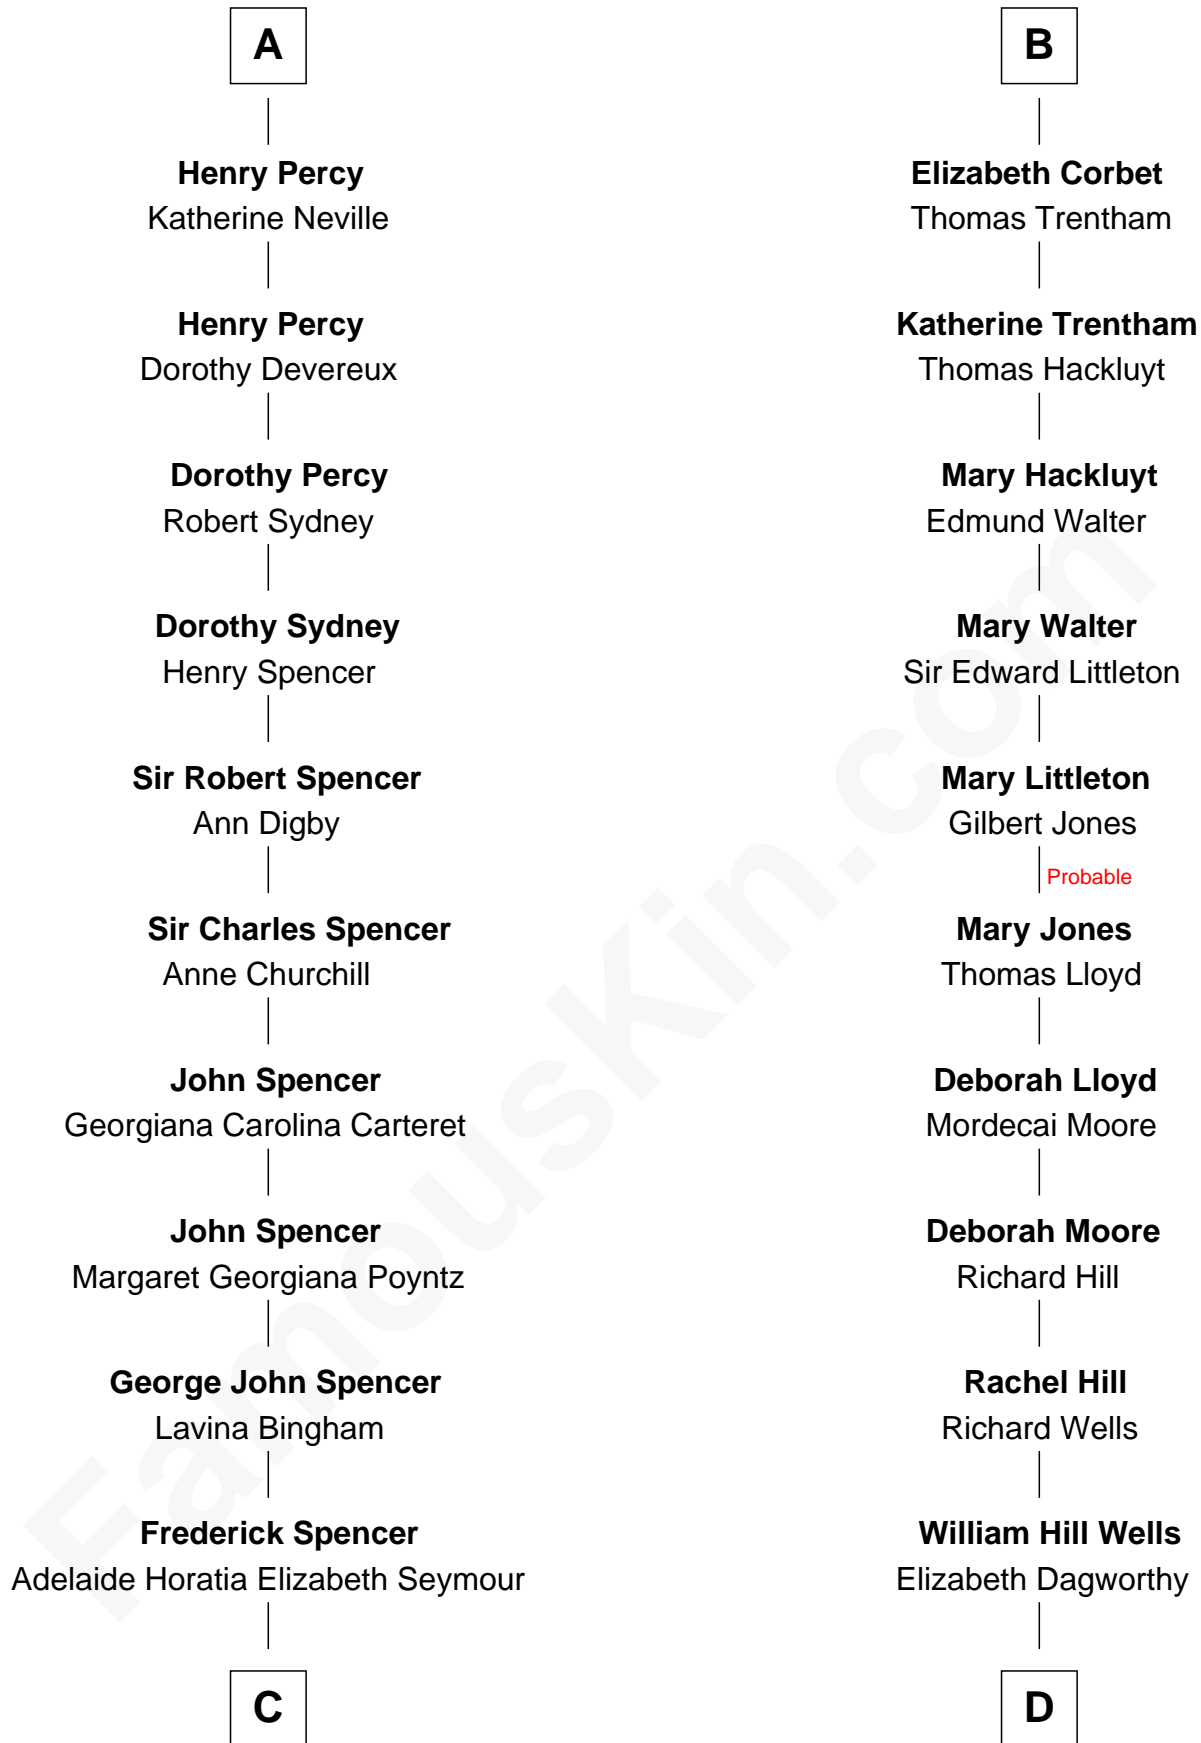 A
Henry Percy
Katherine Neville
Henry Percy
Dorothy Devereux
Dorothy Percy
Robert Sydney
Dorothy Sydney
Henry Spencer
Sir Robert Spencer
Ann Digby
Sir Charles Spencer
Anne Churchill
John Spencer
Georgiana Carolina Carteret
John Spencer
Margaret Georgiana Poyntz
George John Spencer
Lavina Bingham
Frederick Spencer
Adelaide Horatia Elizabeth Seymour
C
B
Elizabeth Corbet
Thomas Trentham
Katherine Trentham
Thomas Hackluyt
Mary Hackluyt
Edmund Walter
Mary Walter
Sir Edward Littleton
Mary Littleton
Gilbert Jones
Probable
Mary Jones
Thomas Lloyd
Deborah Lloyd
Mordecai Moore
Deborah Moore
Richard Hill
Rachel Hill
Richard Wells
William Hill Wells
Elizabeth Dagworthy
D
FamousKin.com